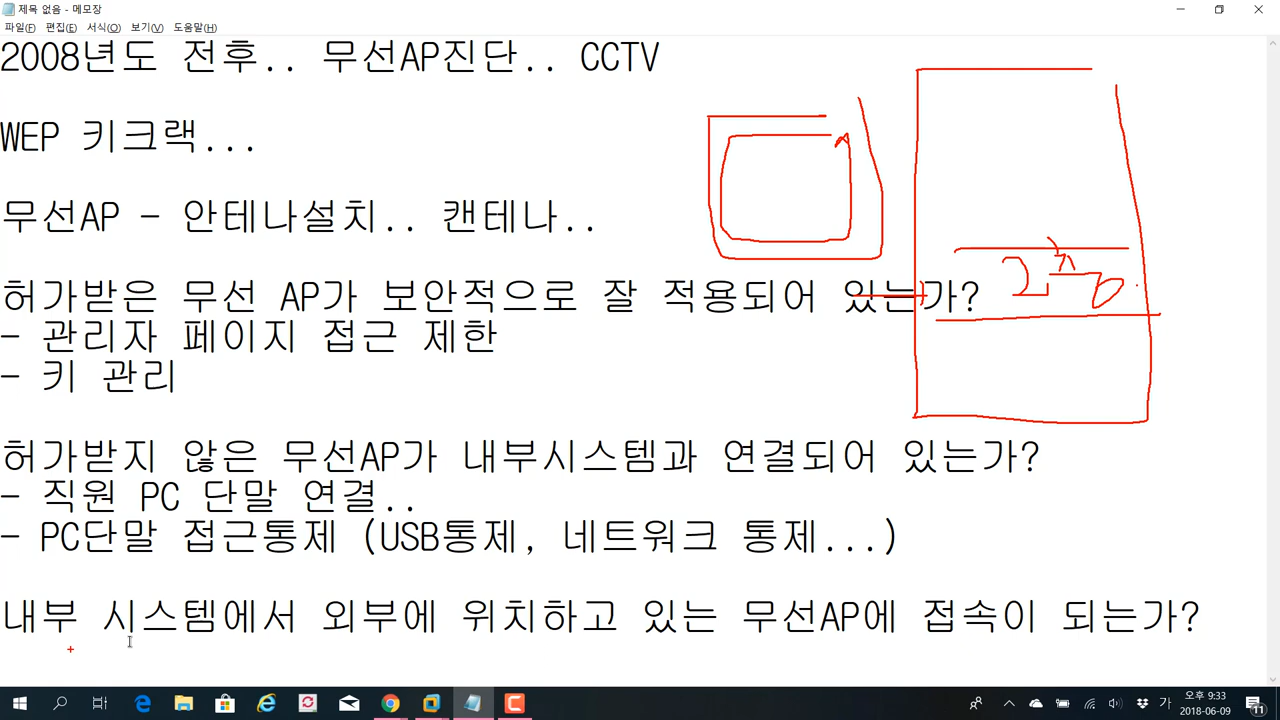 제목 없음 - 메모장
파일(F) 편집(E) 서식(O) 보기(V) 도움말(H)
2008년도 전후.. 무선AP진단.. CCTV
WEP 키크랙...
무선AP - 안테나설치.. 캔테나..
허가받은 무선 AP가 보안적으로 잘 적용되어 있는가?
- 관리자 페이지 접근 제한
- 키 관리
허가받지 않은 무선AP가 내부시스템과 연결되어 있는가?
- 직원 PC 단말 연결..
- PC단말 접근통제 (USB통제, 네트워크 통제...)
내부 시스템에서 외부에 위치하고 있는 무선AP에 접속이 되는가?
가 오후 9:33
2018-06-09
11